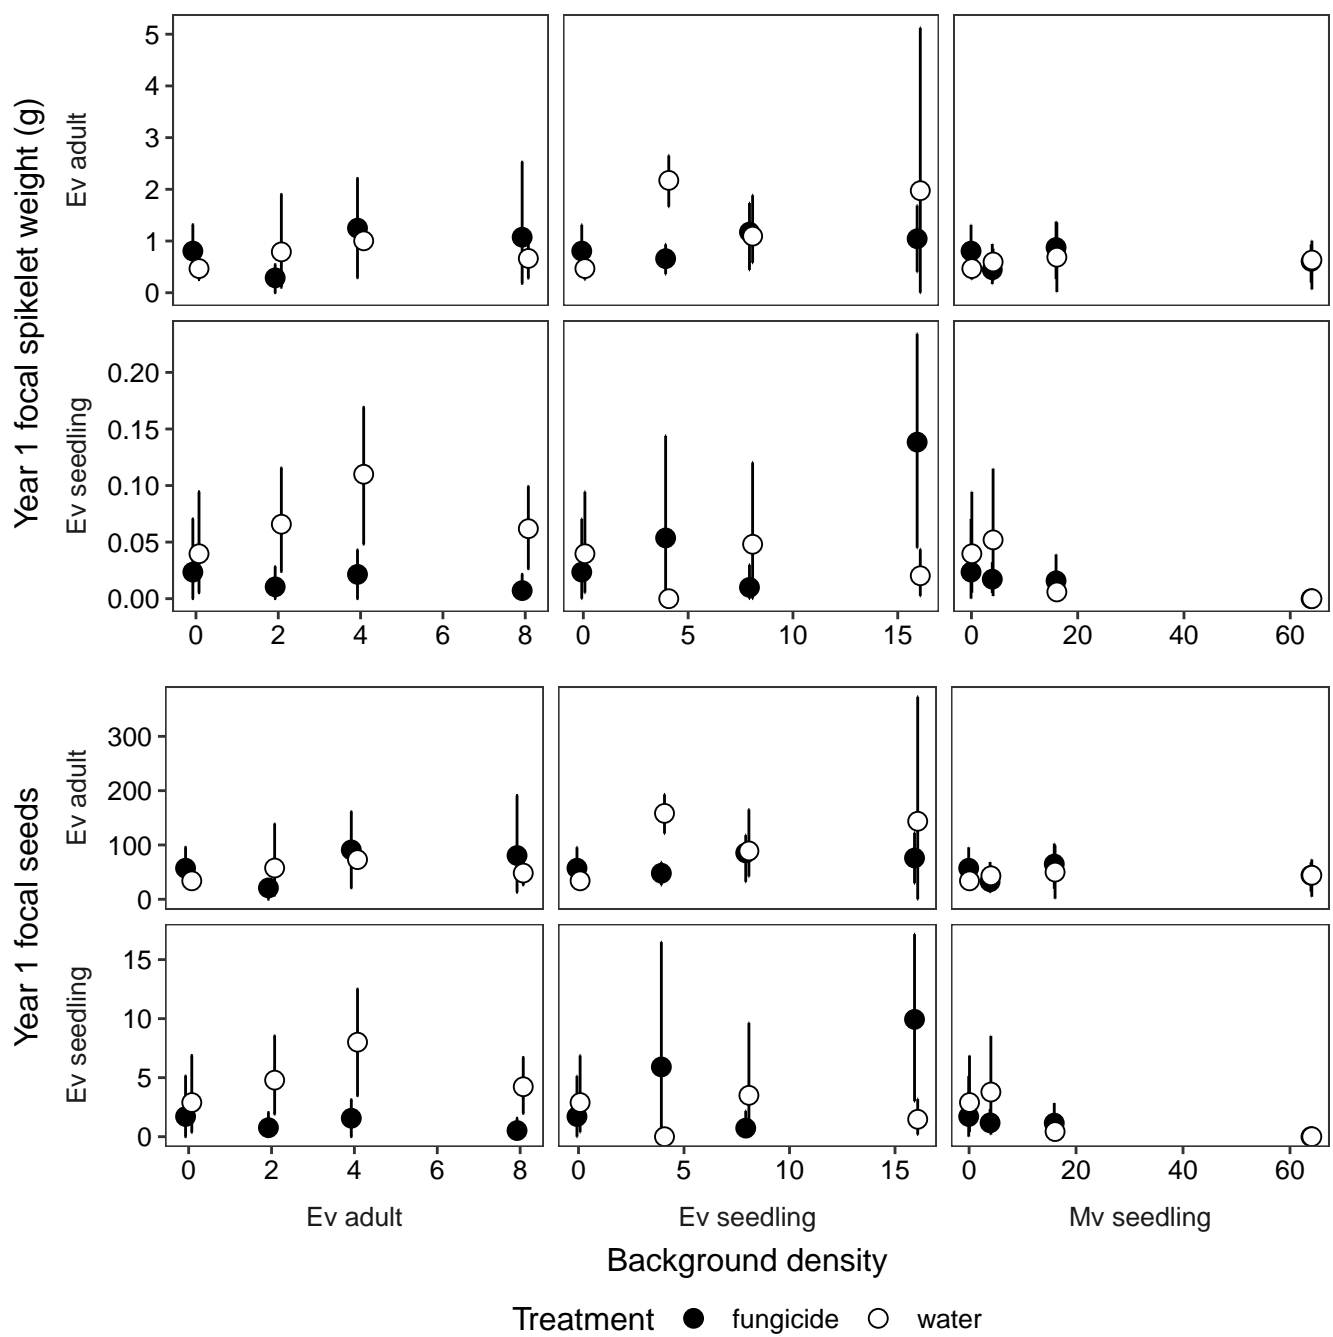 Year 1 focal spikelet weight (g)
Ev adult
5
4
3
2
1
0
Ev seedling
0.20
0.15
0.10
0.05
0.00
0 2 4 6 8
0 5 10 15
0 20 40 60
Year 1 focal seeds
Ev adult
300
200
100
0
Ev seedling
15
10
5
0
0 2 4 6 8
0 5 10 15
0 20 40 60
Ev adult Ev seedling Mv seedling
Background density
Treatment fungicide water